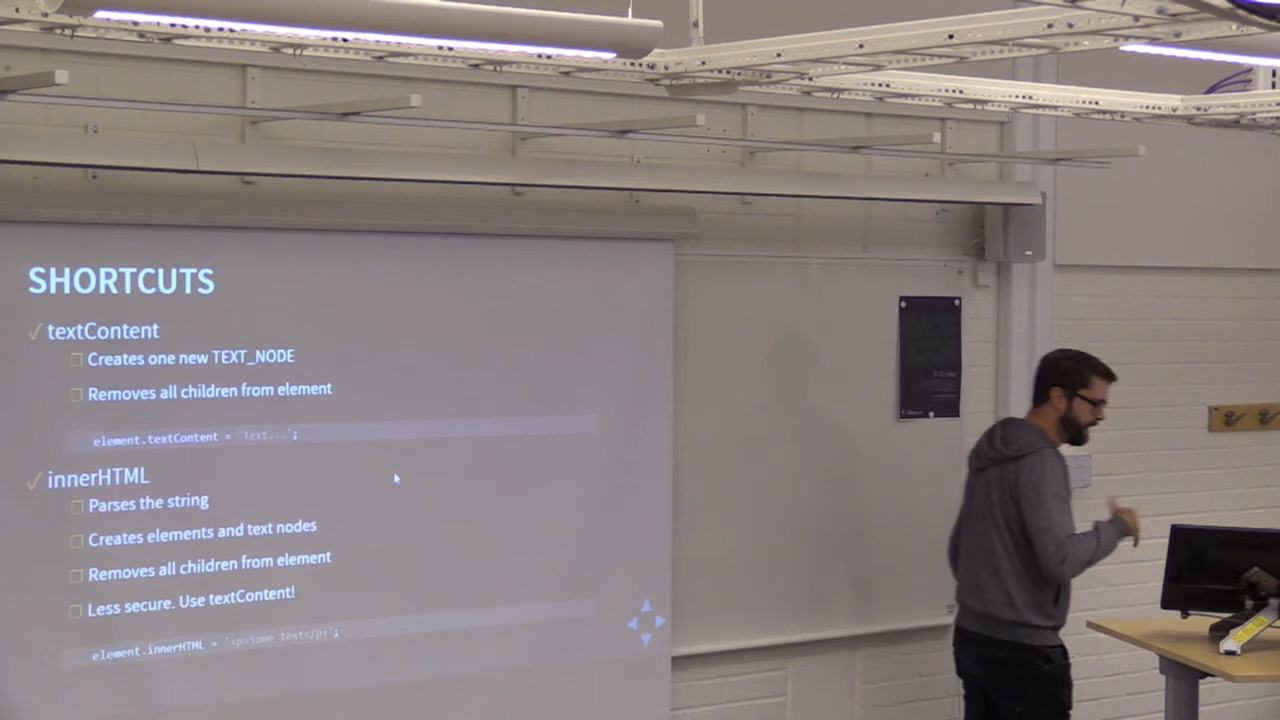 SHORTCUTS
textContent
Creates one new TEXT_NODE
Removes all children from element
element.textContent = 'Text...';
innerHTML
Parses the string
Creates elements and text nodes
Removes all children from element
Less secure. Use textContent!
element.innerHTML = '<p>Some text</p>';